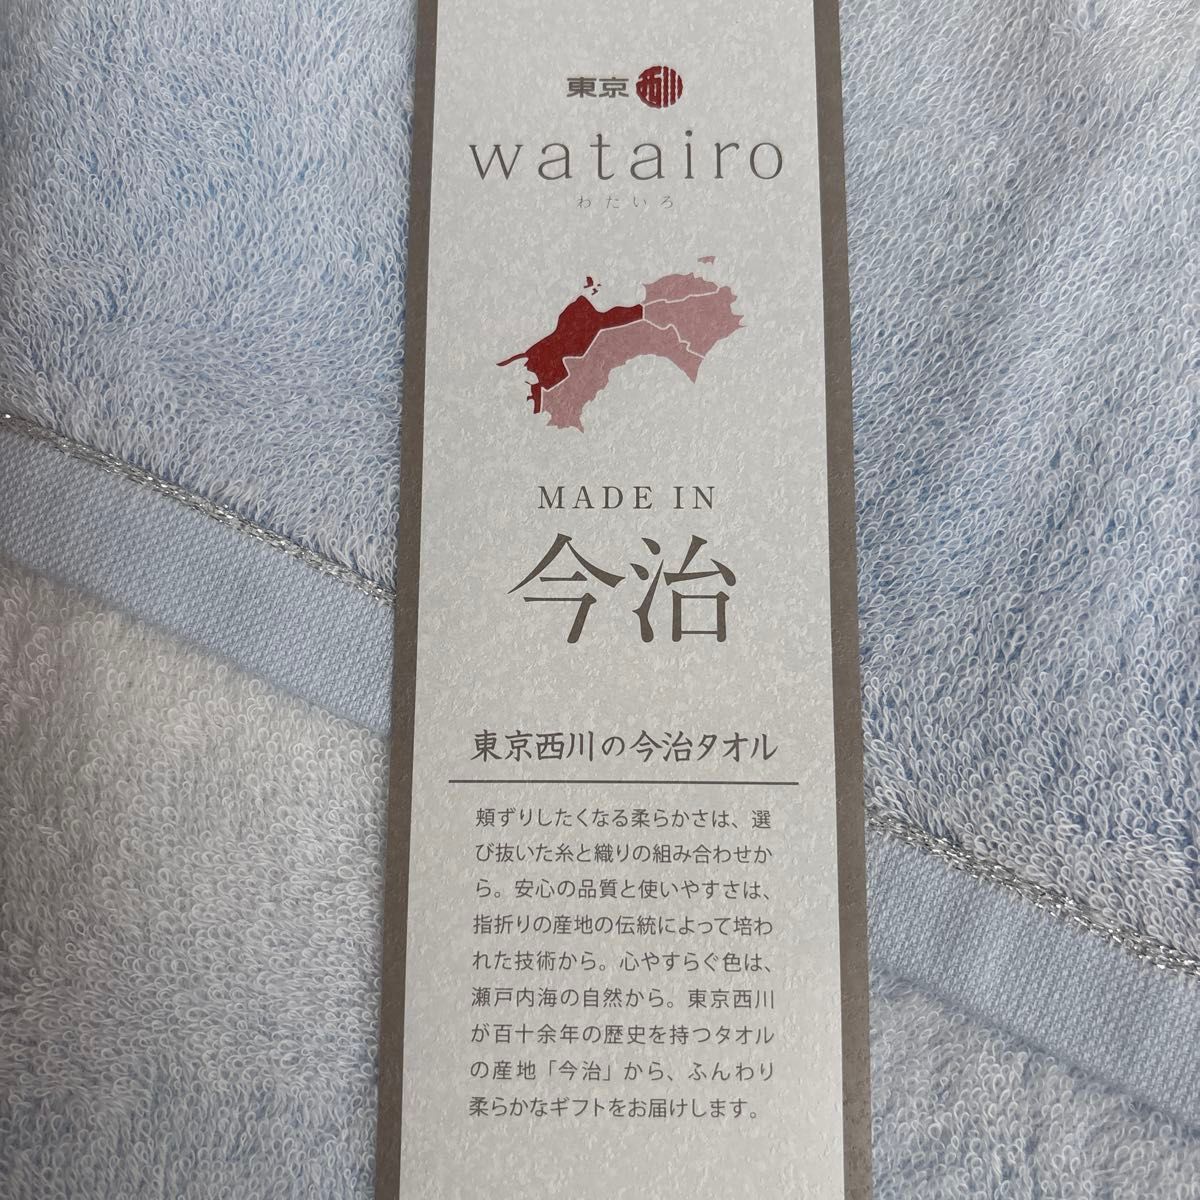 東京 西川
watairo
わたいろ
MADE IN
今治
東京西川の今治タオル
頬ずりしたくなる柔らかさは、選
び抜いた糸と織りの組み合わせか
ら。安心の品質と使いやすさは、
指折りの産地の伝統によって培わ
れた技術から。心やすらぐ色は、
瀬戸内海の自然から。東京西川
が百十余年の歴史を持つタオル
の産地「今治」から、ふんわり
柔らかなギフトをお届けします。